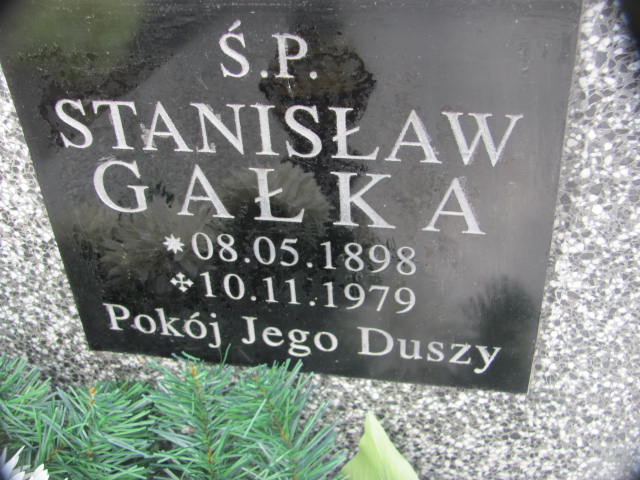 Ś.P.
STANISŁAW
GAŁKA
* 08.05.1898
✣ 10.11.1979
Pokój Jego Duszy